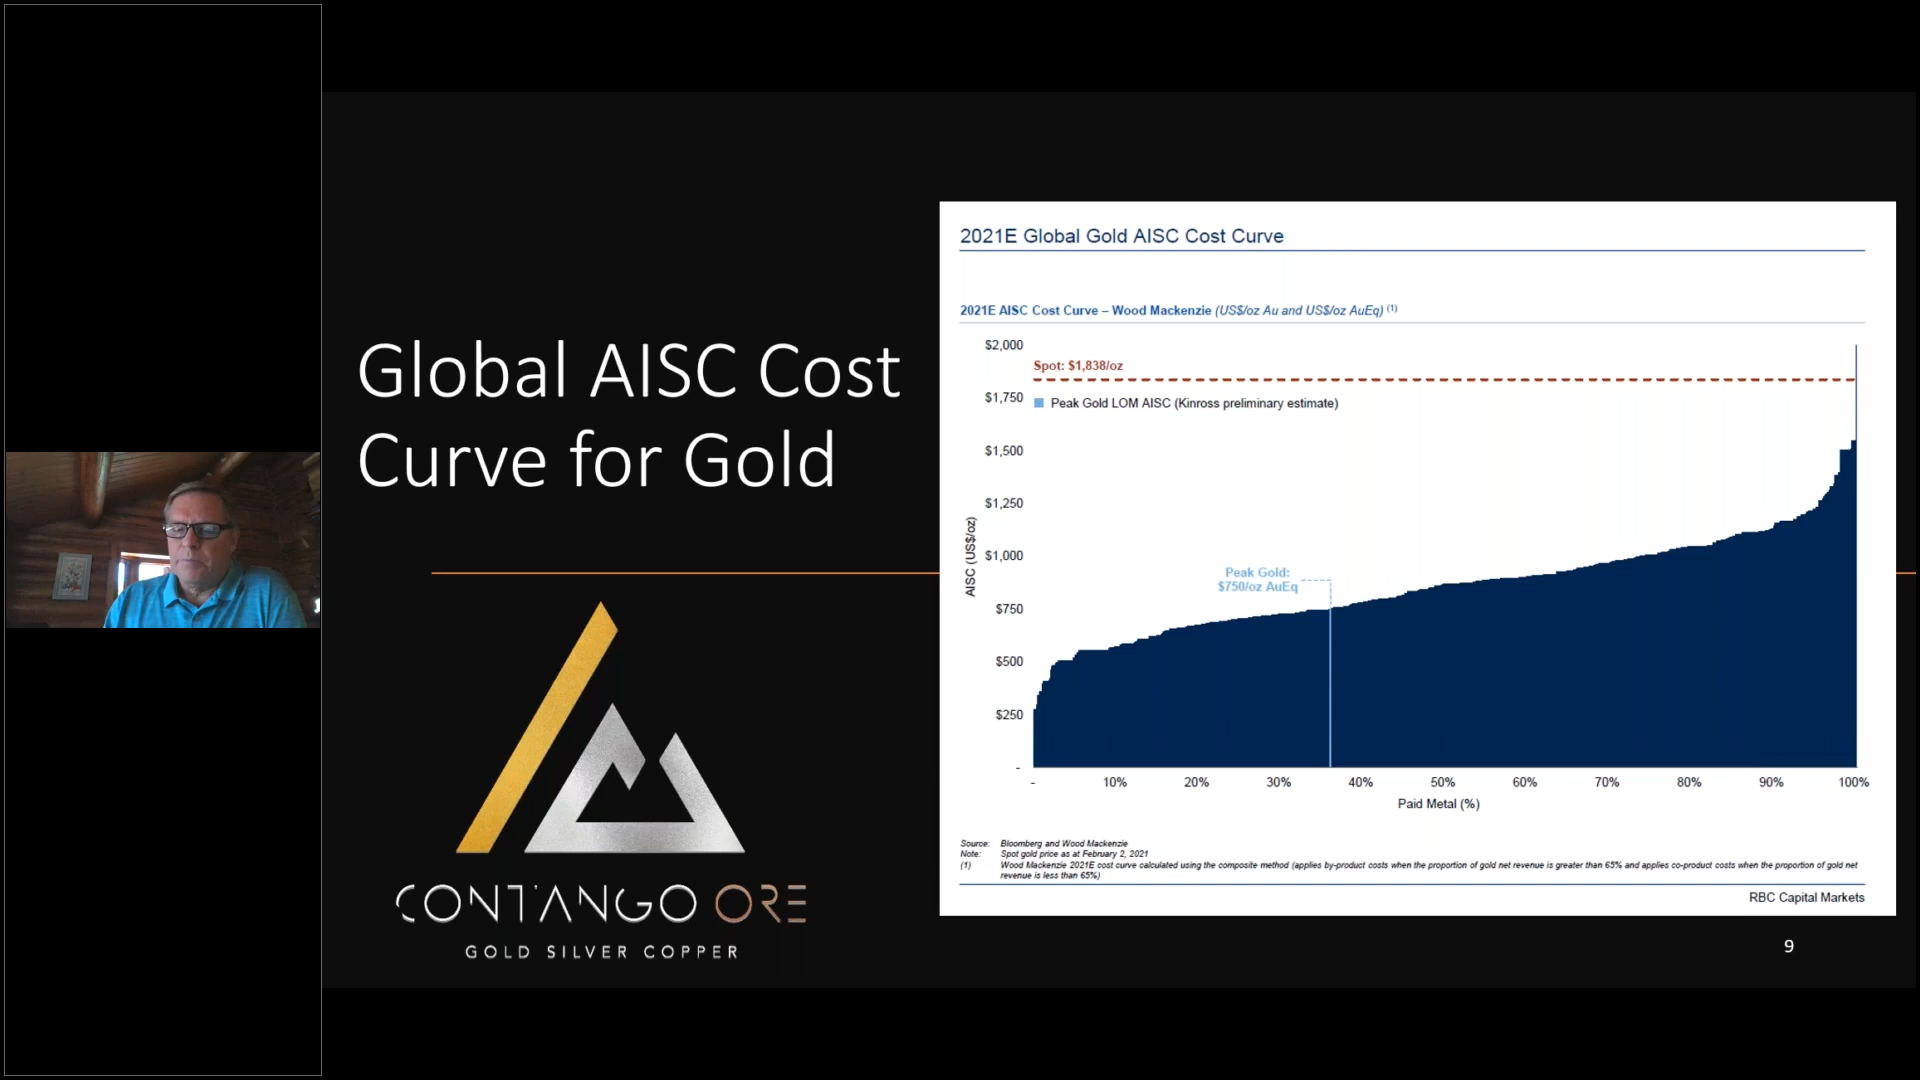 Global AISC Cost
Curve for Gold
CONTANGO ORE
GOLD SILVER COPPER
2021E Global Gold AISC Cost Curve
2021E AISC Cost Curve – Wood Mackenzie (US$/oz Au and US$/oz AuEq) (1)
$2,000
$1,750
$1,500
$1,250
$1,000
$750
$500
$250
-
AISC (US$/oz)
Spot: $1,838/oz
Peak Gold LOM AISC (Kinross preliminary estimate)
Peak Gold:
$750/oz AuEq
- 10% 20% 30% 40% 50% 60% 70% 80% 90% 100%
Paid Metal (%)
Source: Bloomberg and Wood Mackenzie
Note: Spot gold price as at February 2, 2021
(1) Wood Mackenzie 2021E cost curve calculated using the composite method (applies by-product costs when the proportion of gold net revenue is greater than 65% and applies co-product costs when the proportion of gold net
revenue is less than 65%)
RBC Capital Markets
9